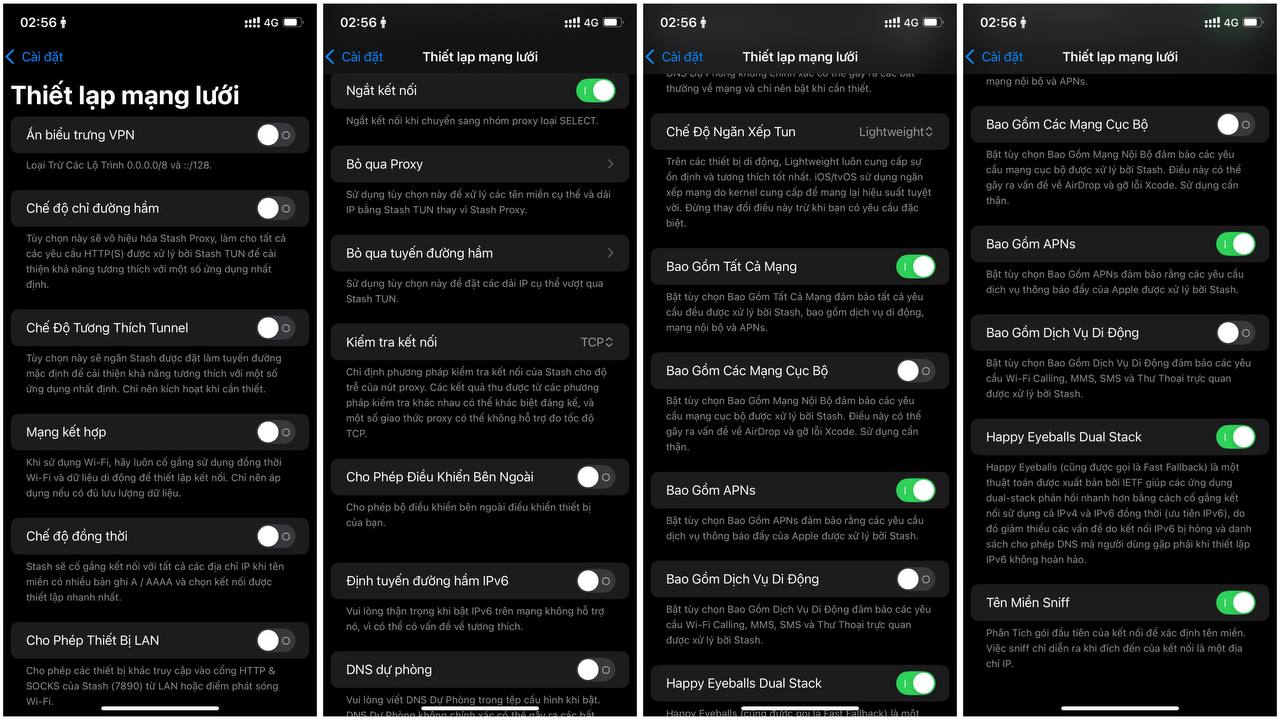 02:56
4G
Cài đặt
Thiết lập mạng lưới
Ẩn biểu trưng VPN
Loại Trừ Các Lộ Trình 0.0.0.0/8 và ::/128.
Chế độ chỉ đường hầm
Tùy chọn này sẽ vô hiệu hóa Stash Proxy, làm cho tất cả
các yêu cầu HTTP(S) được xử lý bởi Stash TUN để cải
thiện khả năng tương thích với một số ứng dụng nhất
định.
Chế Độ Tương Thích Tunnel
Tùy chọn này sẽ ngăn Stash được đặt làm tuyến đường
mặc định để cải thiện khả năng tương thích với một số
ứng dụng nhất định. Chỉ nên kích hoạt khi cần thiết.
Mạng kết hợp
Khi sử dụng Wi-Fi, hãy luôn cố gắng sử dụng đồng thời
Wi-Fi và dữ liệu di động để thiết lập kết nối. Chỉ nên áp
dụng nếu có đủ lưu lượng dữ liệu.
Chế độ đồng thời
Stash sẽ cố gắng kết nối với tất cả các địa chỉ IP khi tên
miền có nhiều bản ghi A / AAAA và chọn kết nối được
thiết lập nhanh nhất.
Cho Phép Thiết Bị LAN
Cho phép các thiết bị khác truy cập vào cổng HTTP &
SOCKS của Stash (7890) từ LAN hoặc điểm phát sóng
Wi-Fi.
02:56
4G
Cài đặt
Thiết lập mạng lưới
Ngắt kết nối
Ngắt kết nối khi chuyển sang nhóm proxy loại SELECT.
Bỏ qua Proxy
Sử dụng tùy chọn này để xử lý các tên miền cụ thể và dải
IP bằng Stash TUN thay vì Stash Proxy.
Bỏ qua tuyến đường hầm
Sử dụng tùy chọn này để đặt các dải IP cụ thể vượt qua
Stash TUN.
Kiểm tra kết nối
TCP
Chỉ định phương pháp kiểm tra kết nối của Stash cho độ
trễ của nút proxy. Các kết quả thu được từ các phương
pháp kiểm tra khác nhau có thể khác biệt đáng kể, và
một số giao thức proxy có thể không hỗ trợ đo tốc độ
TCP.
Cho Phép Điều Khiển Bên Ngoài
Cho phép bộ điều khiển bên ngoài điều khiển thiết bị
của bạn.
Định tuyến đường hầm IPv6
Vui lòng thận trọng khi bật IPv6 trên mạng không hỗ trợ
nó, vì có thể có vấn đề về tương thích.
DNS dự phòng
Vui lòng viết DNS Dự Phòng trong tệp cấu hình khi bật.
DNS Dự Phòng không chính xác có thể gây ra các bất
02:56
4G
Cài đặt
Thiết lập mạng lưới
DNS Dự Phòng không chính xác có thể gây ra các bất
thường về mạng và chỉ nên bật khi cần thiết.
Chế Độ Ngăn Xếp Tun
Lightweight
Trên các thiết bị di động, Lightweight luôn cung cấp sự
ổn định và tương thích tốt nhất. iOS/tvOS sử dụng ngăn
xếp mạng do kernel cung cấp để mang lại hiệu suất tuyệt
vời. Đừng thay đổi điều này trừ khi bạn có yêu cầu đặc
biệt.
Bao Gồm Tất Cả Mạng
Bật tùy chọn Bao Gồm Tất Cả Mạng đảm bảo tất cả yêu
cầu đều được xử lý bởi Stash, bao gồm dịch vụ di động,
mạng nội bộ và APNs.
Bao Gồm Các Mạng Cục Bộ
Bật tùy chọn Bao Gồm Mạng Nội Bộ đảm bảo các yêu
cầu mạng cục bộ được xử lý bởi Stash. Điều này có thể
gây ra vấn đề về AirDrop và gỡ lỗi Xcode. Sử dụng cẩn
thận.
Bao Gồm APNs
Bật tùy chọn Bao Gồm APNs đảm bảo rằng các yêu cầu
dịch vụ thông báo đẩy của Apple được xử lý bởi Stash.
Bao Gồm Dịch Vụ Di Động
Bật tùy chọn Bao Gồm Dịch Vụ Di Động đảm bảo các yêu
cầu Wi-Fi Calling, MMS, SMS và Thư Thoại trực quan
được xử lý bởi Stash.
Happy Eyeballs Dual Stack
Happy Eyeballs (cũng được gọi là Fast Fallback) là một
02:56
4G
Cài đặt
Thiết lập mạng lưới
mạng nội bộ và APNs.
Bao Gồm Các Mạng Cục Bộ
Bật tùy chọn Bao Gồm Mạng Nội Bộ đảm bảo các yêu
cầu mạng cục bộ được xử lý bởi Stash. Điều này có thể
gây ra vấn đề về AirDrop và gỡ lỗi Xcode. Sử dụng cẩn
thận.
Bao Gồm APNs
Bật tùy chọn Bao Gồm APNs đảm bảo rằng các yêu cầu
dịch vụ thông báo đẩy của Apple được xử lý bởi Stash.
Bao Gồm Dịch Vụ Di Động
Bật tùy chọn Bao Gồm Dịch Vụ Di Động đảm bảo các yêu
cầu Wi-Fi Calling, MMS, SMS và Thư Thoại trực quan
được xử lý bởi Stash.
Happy Eyeballs Dual Stack
Happy Eyeballs (cũng được gọi là Fast Fallback) là một
thuật toán được xuất bản bởi IETF giúp các ứng dụng
dual-stack phản hồi nhanh hơn bằng cách cố gắng kết
nối sử dụng cả IPv4 và IPv6 đồng thời (ưu tiên IPv6), do
đó giảm thiểu các vấn đề do kết nối IPv6 bị hỏng và danh
sách cho phép DNS mà người dùng gặp phải khi thiết lập
IPv6 không hoàn hảo.
Tên Miền Sniff
Phân Tích gói đầu tiên của kết nối để xác định tên miền.
Việc sniff chỉ diễn ra khi đích đến của kết nối là một địa
chỉ IP.